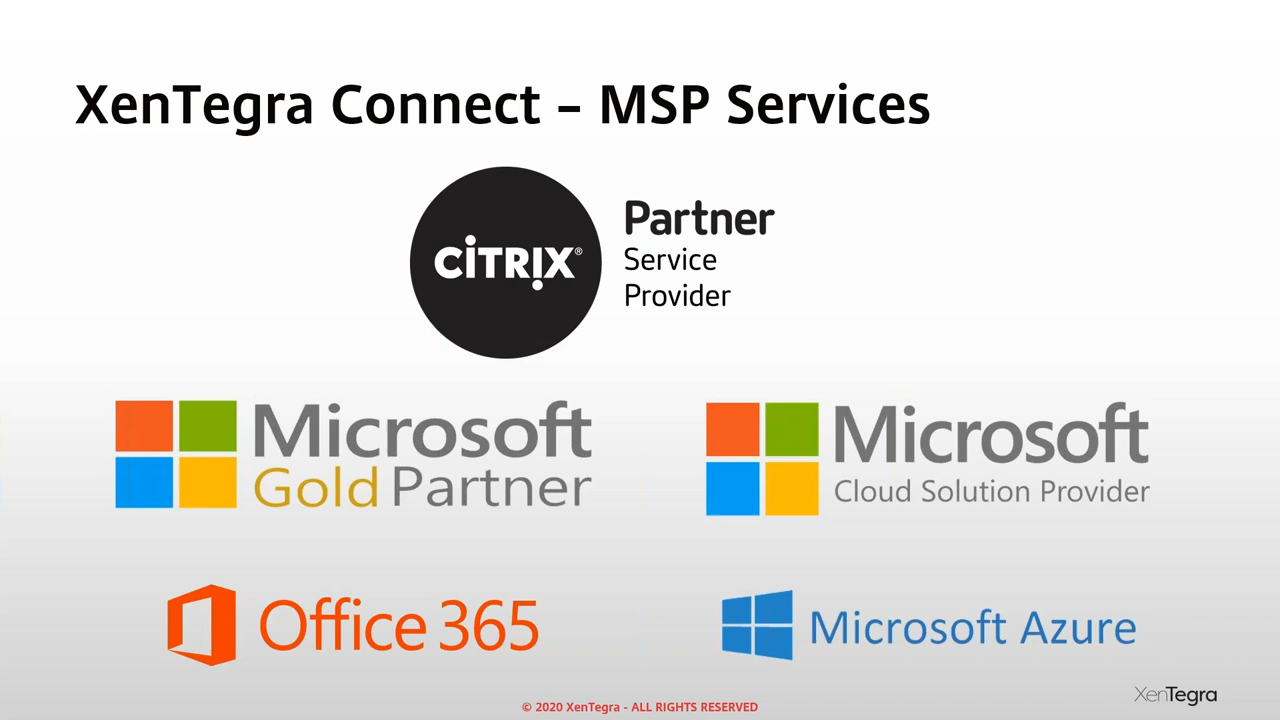 XenTegra Connect – MSP Services
CiTRiX®
Partner
Service
Provider
Microsoft
Gold Partner
Microsoft
Cloud Solution Provider
Office 365
Microsoft Azure
XenTegra
© 2020 XenTegra - ALL RIGHTS RESERVED